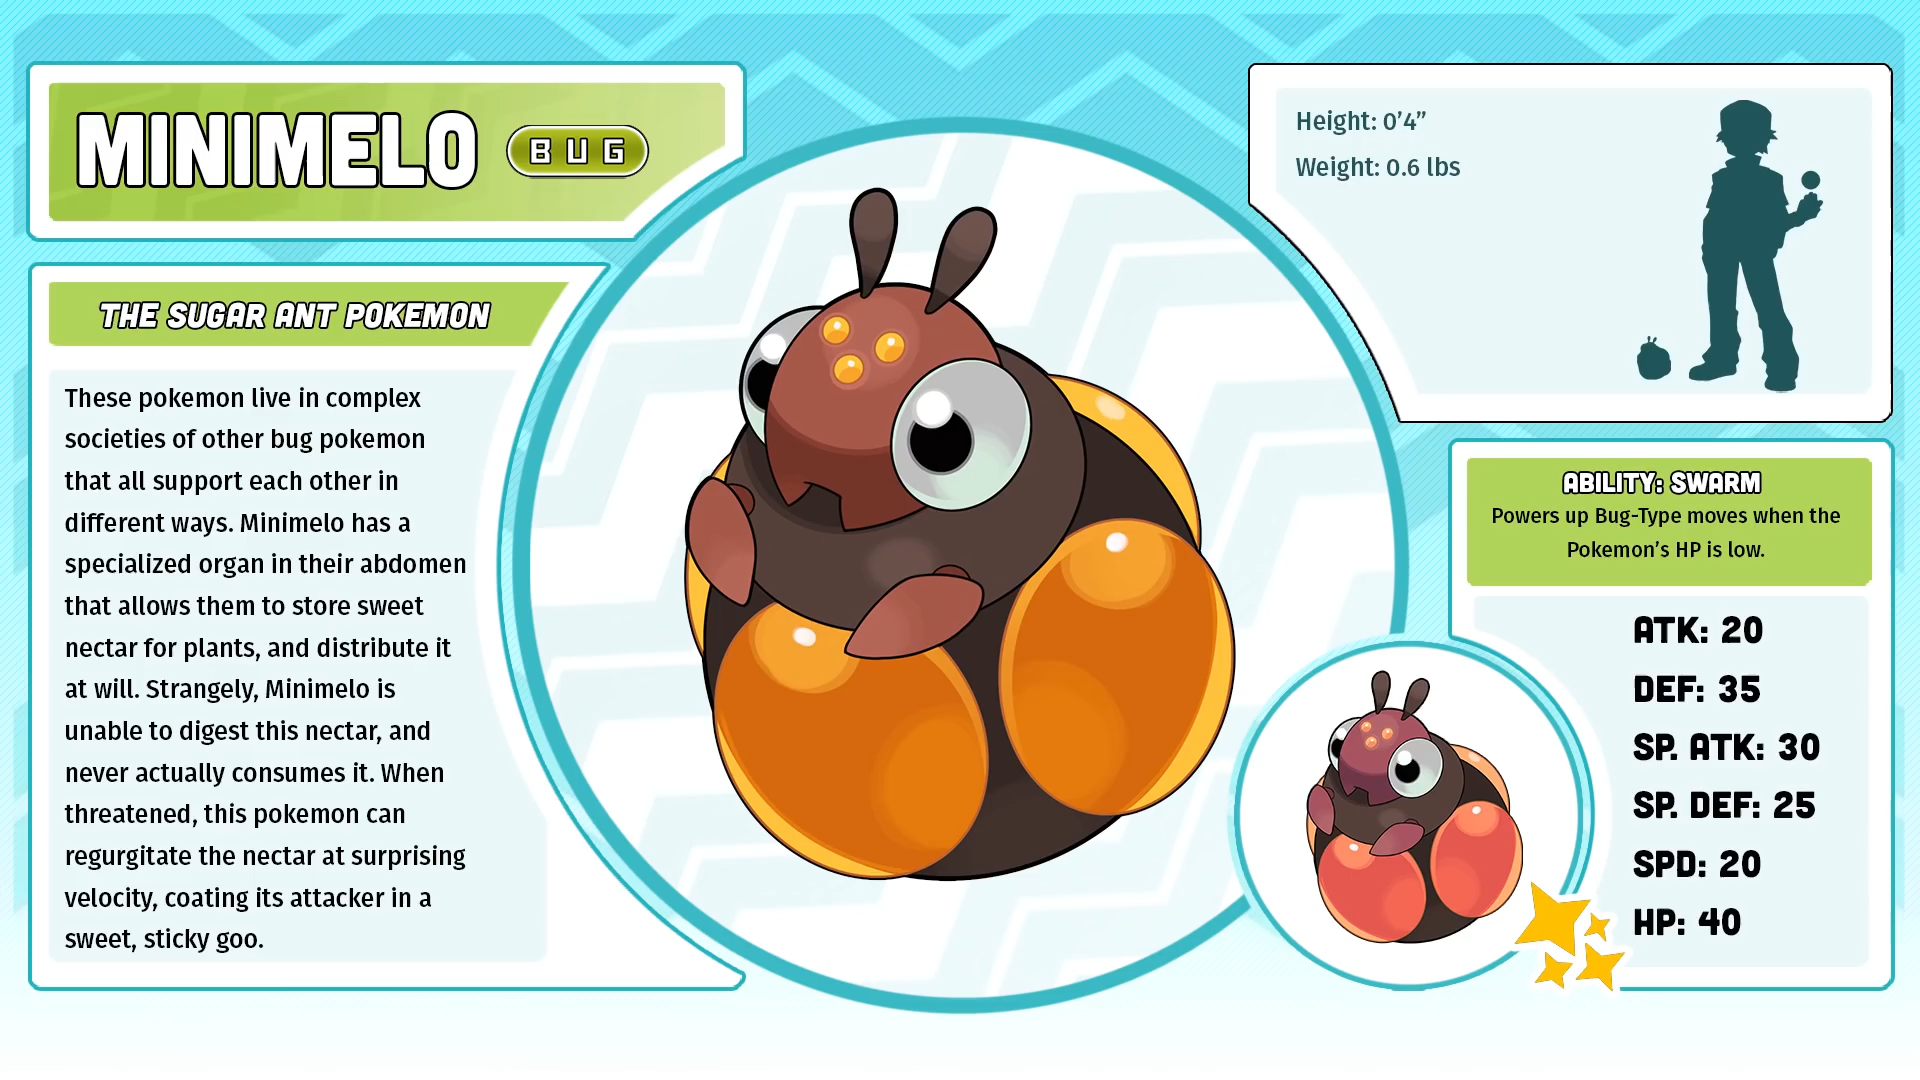 MINIMELO
BUG
THE SUGAR ANT POKEMON
These pokemon live in complex
societies of other bug pokemon
that all support each other in
different ways. Minimelo has a
specialized organ in their abdomen
that allows them to store sweet
nectar for plants, and distribute it
at will. Strangely, Minimelo is
unable to digest this nectar, and
never actually consumes it. When
threatened, this pokemon can
regurgitate the nectar at surprising
velocity, coating its attacker in a
sweet, sticky goo.
Height: 0’4”
Weight: 0.6 lbs
ABILITY: SWARM
Powers up Bug-Type moves when the
Pokemon’s HP is low.
ATK: 20
DEF: 35
SP. ATK: 30
SP. DEF: 25
SPD: 20
HP: 40